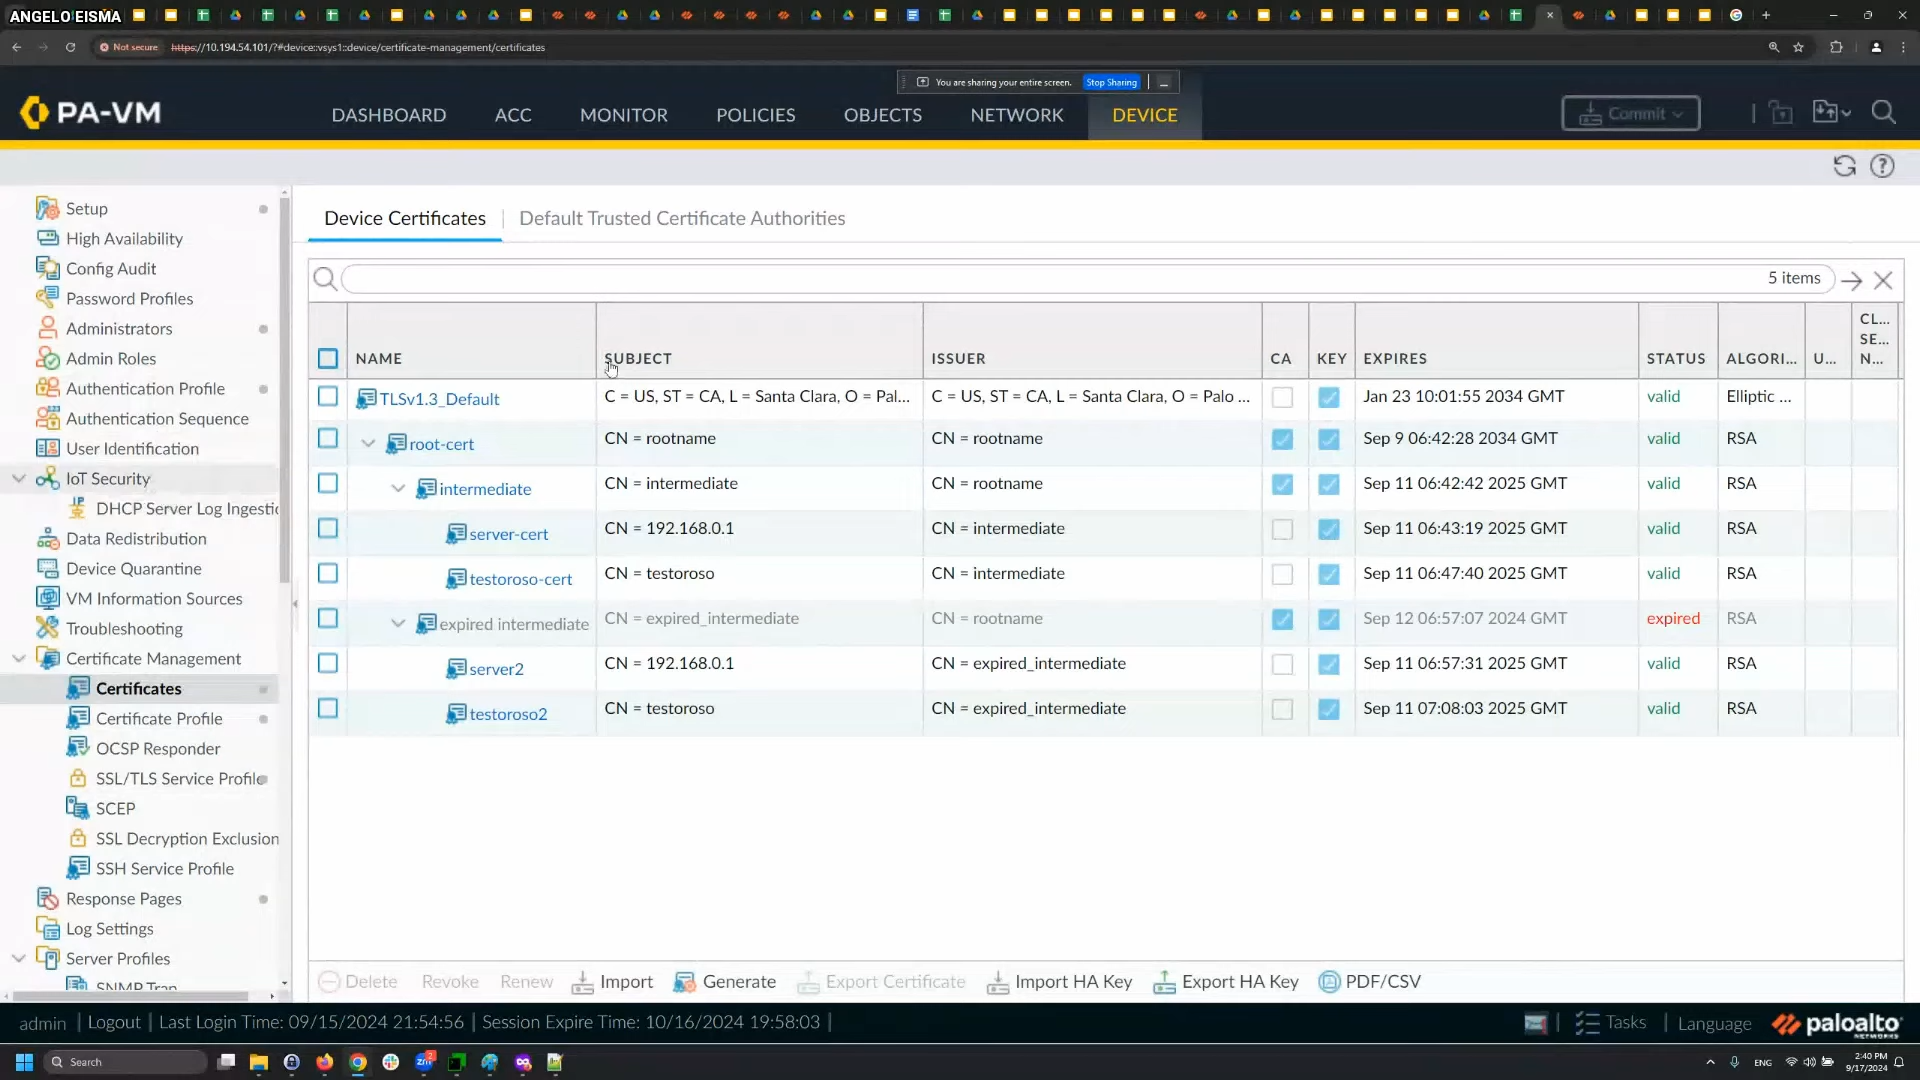 ANGELO EISMA
Not secure https://10.194.54.101/?#device::vsys1::device/certificate-management/certificates
You are sharing your entire screen. Stop Sharing
PA-VM DASHBOARD ACC MONITOR POLICIES OBJECTS NETWORK DEVICE Commit
Setup
High Availability
Config Audit
Password Profiles
Administrators
Admin Roles
Authentication Profile
Authentication Sequence
User Identification
IoT Security
DHCP Server Log Ingestic
Data Redistribution
Device Quarantine
VM Information Sources
Troubleshooting
Certificate Management
Certificates
Certificate Profile
OCSP Responder
SSL/TLS Service Profile
SCEP
SSL Decryption Exclusion
SSH Service Profile
Response Pages
Log Settings
Server Profiles
SNMP Trap
Device Certificates Default Trusted Certificate Authorities
5 items
NAME SUBJECT ISSUER CA KEY EXPIRES STATUS ALGORI... U... CL... SE... N...
TLSv1.3_Default C = US, ST = CA, L = Santa Clara, O = Pal... C = US, ST = CA, L = Santa Clara, O = Palo ... Jan 23 10:01:55 2034 GMT valid Elliptic ...
root-cert CN = rootname CN = rootname Sep 9 06:42:28 2034 GMT valid RSA
intermediate CN = intermediate CN = rootname Sep 11 06:42:42 2025 GMT valid RSA
server-cert CN = 192.168.0.1 CN = intermediate Sep 11 06:43:19 2025 GMT valid RSA
testoroso-cert CN = testoroso CN = intermediate Sep 11 06:47:40 2025 GMT valid RSA
expired intermediate CN = expired_intermediate CN = rootname Sep 12 06:57:07 2024 GMT expired RSA
server2 CN = 192.168.0.1 CN = expired_intermediate Sep 11 06:57:31 2025 GMT valid RSA
testoroso2 CN = testoroso CN = expired_intermediate Sep 11 07:08:03 2025 GMT valid RSA
Delete Revoke Renew Import Generate Export Certificate Import HA Key Export HA Key PDF/CSV
admin | Logout | Last Login Time: 09/15/2024 21:54:56 | Session Expire Time: 10/16/2024 19:58:03 | Tasks | Language paloalto NETWORKS
Search ENG 2:40 PM
9/17/2024